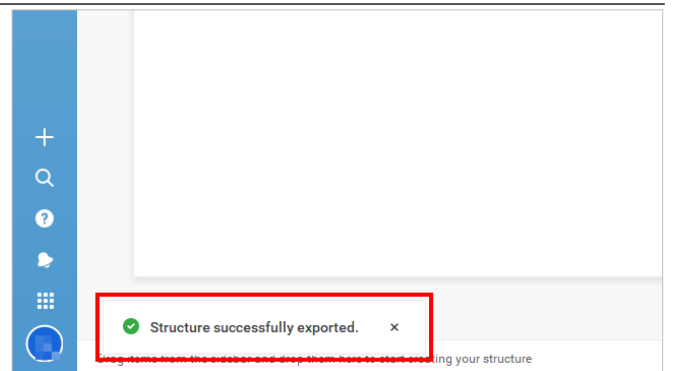 Structure successfully exported.
Drag items from the sidebar and drop them here to start creating your structure